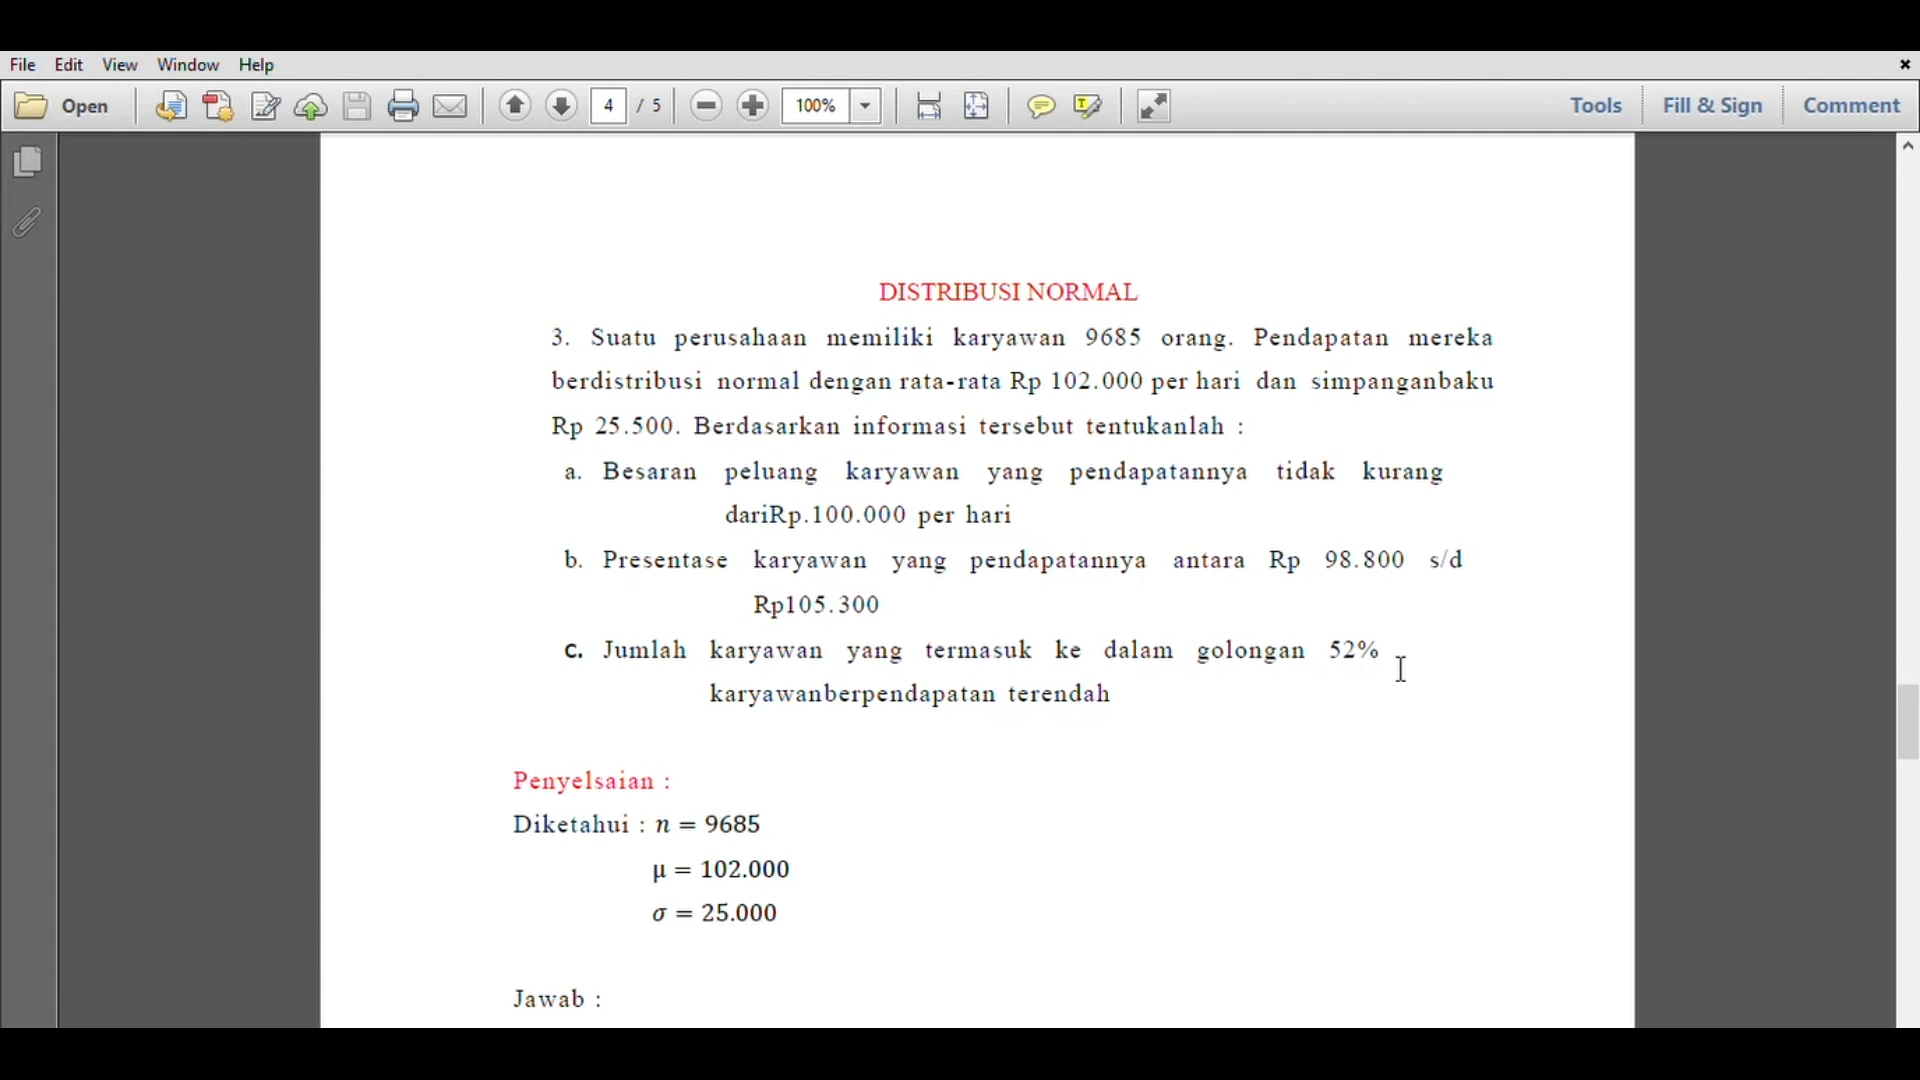 File Edit View Window Help
Open 4 / 5 100% Tools Fill & Sign Comment
DISTRIBUSI NORMAL
3. Suatu perusahaan memiliki karyawan 9685 orang. Pendapatan mereka
berdistribusi normal dengan rata-rata Rp 102.000 per hari dan simpanganbaku
Rp 25.500. Berdasarkan informasi tersebut tentukanlah :
a. Besaran peluang karyawan yang pendapatannya tidak kurang
dariRp.100.000 per hari
b. Presentase karyawan yang pendapatannya antara Rp 98.800 s/d
Rp105.300
c. Jumlah karyawan yang termasuk ke dalam golongan 52%
karyawanberpendapatan terendah
Penyelsaian :
Diketahui : n = 9685
μ = 102.000
σ = 25.000
Jawab :